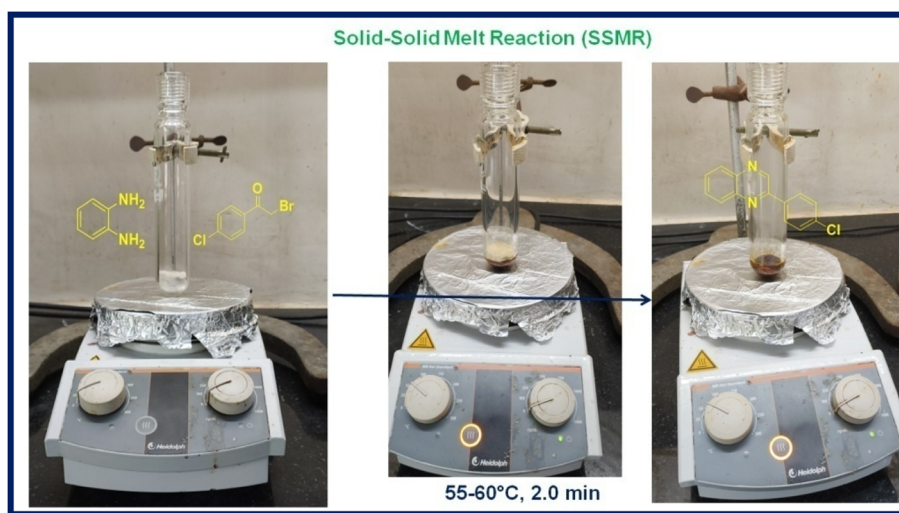 Solid-Solid Melt Reaction (SSMR)
NH2
NH2
O
Br
Cl
N
N
Cl
Heidolph
Heidolph
Heidolph
55-60°C, 2.0 min